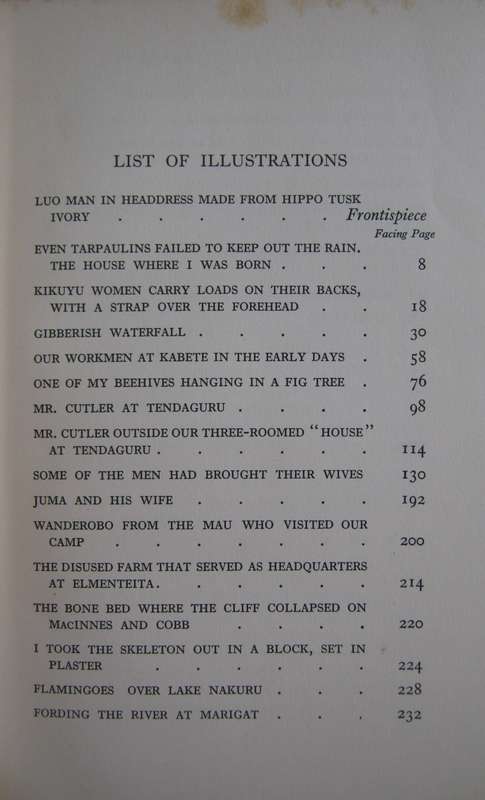 LIST OF ILLUSTRATIONS
LUO MAN IN HEADDRESS MADE FROM HIPPO TUSK
IVORY . . . . . . Frontispiece
Facing Page
EVEN TARPAULINS FAILED TO KEEP OUT THE RAIN.
THE HOUSE WHERE I WAS BORN . . . 8
KIKUYU WOMEN CARRY LOADS ON THEIR BACKS,
WITH A STRAP OVER THE FOREHEAD . . 18
GIBBERISH WATERFALL . . . . . 30
OUR WORKMEN AT KABETE IN THE EARLY DAYS . 58
ONE OF MY BEEHIVES HANGING IN A FIG TREE . 76
MR. CUTLER AT TENDAGURU . . . . 98
MR. CUTLER OUTSIDE OUR THREE-ROOMED "HOUSE"
AT TENDAGURU . . . . . . 114
SOME OF THE MEN HAD BROUGHT THEIR WIVES 130
JUMA AND HIS WIFE . . . . . 192
WANDEROBO FROM THE MAU WHO VISITED OUR
CAMP . . . . . . . 200
THE DISUSED FARM THAT SERVED AS HEADQUARTERS
AT ELMENTEITA . . . . . . 214
THE BONE BED WHERE THE CLIFF COLLAPSED ON
MacINNES AND COBB . . . . 220
I TOOK THE SKELETON OUT IN A BLOCK, SET IN
PLASTER . . . . . . 224
FLAMINGOES OVER LAKE NAKURU . . . 228
FORDING THE RIVER AT MARIGAT . . . 232